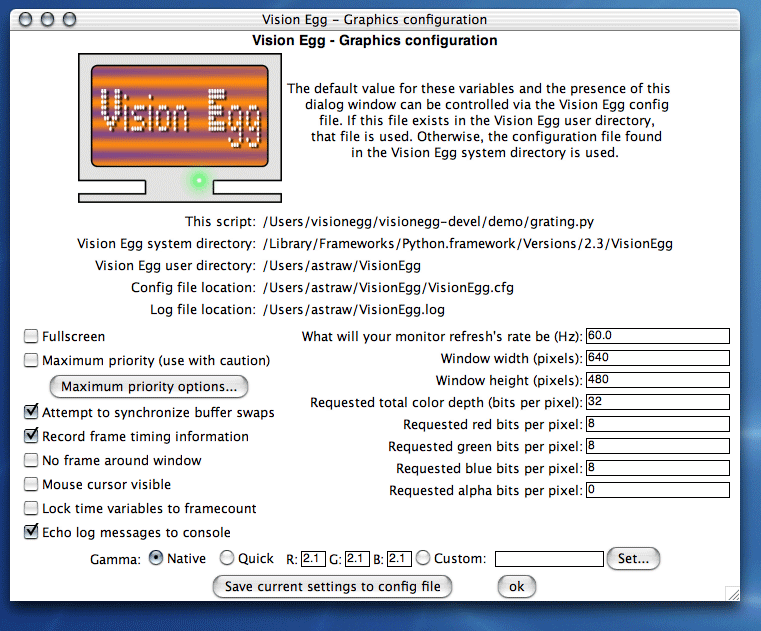 Vision Egg - Graphics configuration
Vision Egg - Graphics configuration
Vision Egg
The default value for these variables and the presence of this
dialog window can be controlled via the Vision Egg config
file. If this file exists in the Vision Egg user directory,
that file is used. Otherwise, the configuration file found
in the Vision Egg system directory is used.
This script: /Users/visionegg/visionegg-devel/demo/grating.py
Vision Egg system directory: /Library/Frameworks/Python.framework/Versions/2.3/VisionEgg
Vision Egg user directory: /Users/astraw/VisionEgg
Config file location: /Users/astraw/VisionEgg/VisionEgg.cfg
Log file location: /Users/astraw/VisionEgg.log
Fullscreen
Maximum priority (use with caution)
Maximum priority options...
Attempt to synchronize buffer swaps
Record frame timing information
No frame around window
Mouse cursor visible
Lock time variables to framecount
Echo log messages to console
What will your monitor refresh's rate be (Hz): 60.0
Window width (pixels): 640
Window height (pixels): 480
Requested total color depth (bits per pixel): 32
Requested red bits per pixel: 8
Requested green bits per pixel: 8
Requested blue bits per pixel: 8
Requested alpha bits per pixel: 0
Gamma: Native Quick R: 2.1 G: 2.1 B: 2.1 Custom: Set...
Save current settings to config file ok